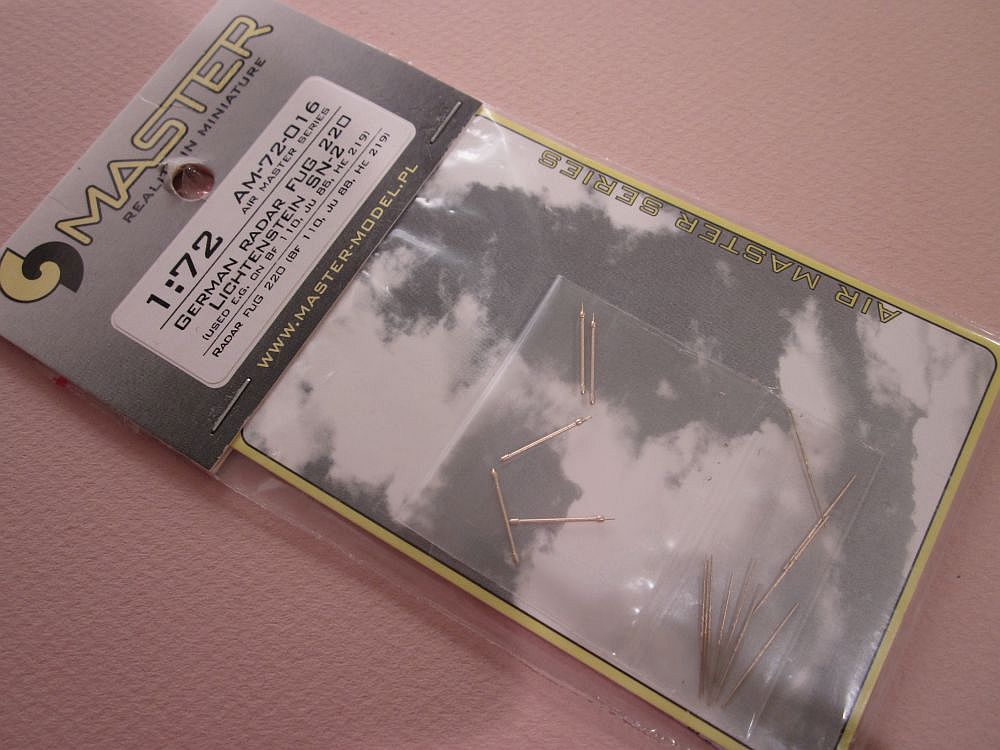 MASTER
REALITY IN MINIATURE
1:72
AM-72-016
AIR MASTER SERIES
GERMAN RADAR FUG 220
LICHTENSTEIN SN-2
(USED E.G. ON BF 110, JU 86, HE 219)
RADAR FUG 220 (BF 110, JU 88, HE 219)
WWW.MASTER-MODEL.PL
AIR MASTER SERIES